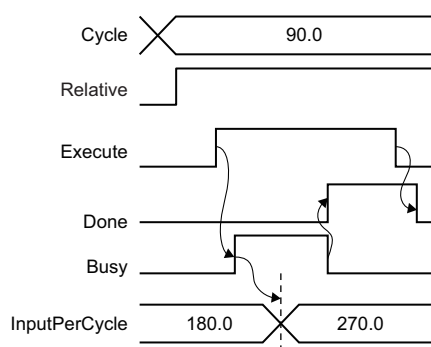 Cycle 90.0
Relative
Execute
Done
Busy
InputPerCycle 180.0 270.0